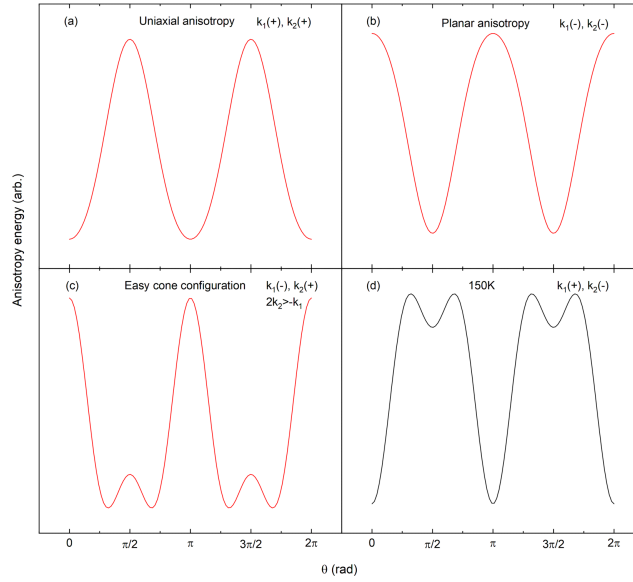 (a) Uniaxial anisotropy k₁(+), k₂(+)
(b) Planar anisotropy k₁(-), k₂(-)
Anisotropy energy (arb.)
(c) Easy cone configuration k₁(-), k₂(+)
2k₂>-k₁
(d) 150K k₁(+), k₂(-)
0 π/2 π 3π/2 2π
0 π/2 π 3π/2 2π
θ (rad)